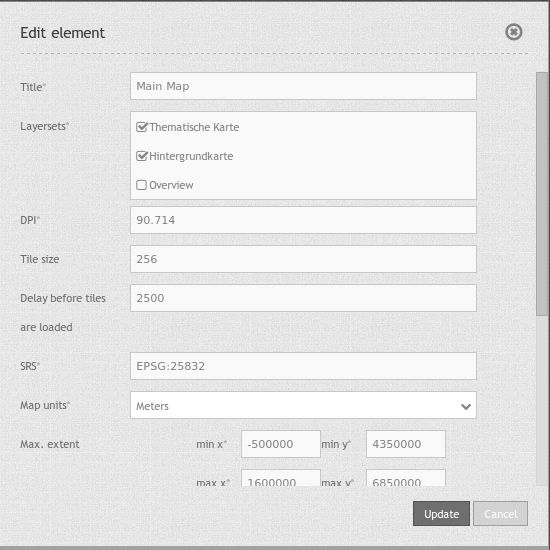 Edit element
Title* Main Map
Layersets* Thematische Karte
Hintergrundkarte
Overview
DPI* 90.714
Tile size 256
Delay before tiles 2500
are loaded
SRS* EPSG:25832
Map units* Meters
Max. extent min x* -500000 min y* 4350000
max x* 1600000 max y* 6850000
Update Cancel